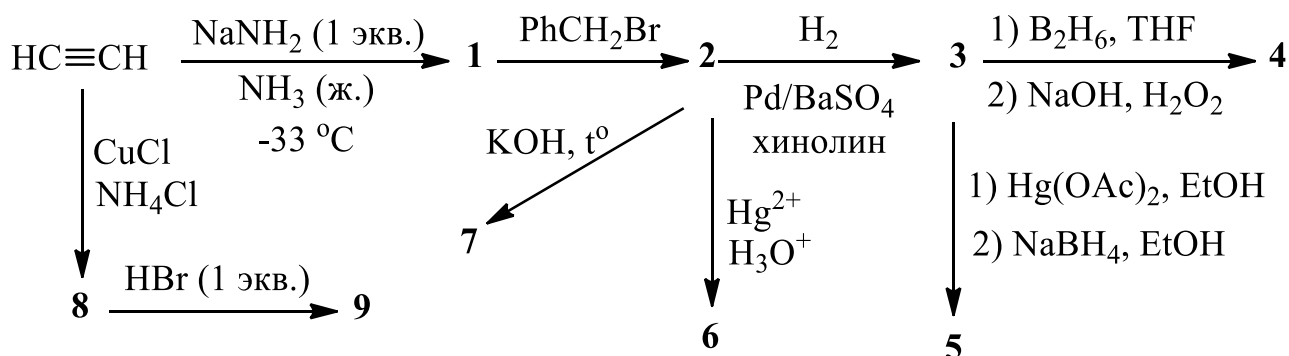 HC≡CH NaNH₂ (1 экв.) NH₃ (ж.) -33 °C 1 PhCH₂Br 2 H₂ Pd/BaSO₄ хинолин 3 1) B₂H₆, THF 2) NaOH, H₂O₂ 4
CuCl
NH₄Cl
KOH, t°
Hg²⁺
H₃O⁺
1) Hg(OAc)₂, EtOH
2) NaBH₄, EtOH
7
8 HBr (1 экв.) 9
6
5